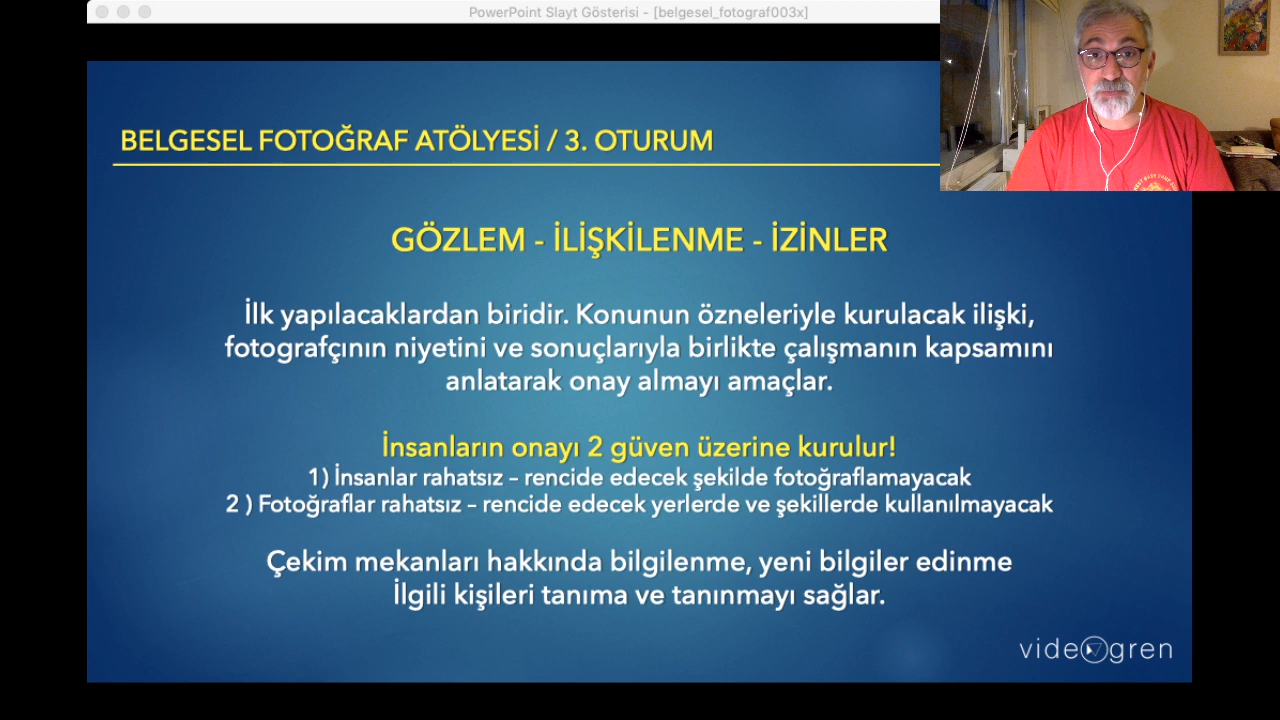 PowerPoint Slayt Gösterisi - [belgesel_fotograf003x]
BELGESEL FOTOĞRAF ATÖLYESİ / 3. OTURUM
GÖZLEM - İLİŞKİLENME - İZİNLER
İlk yapılacaklardan biridir. Konunun özneleriyle kurulacak ilişki,
fotografçının niyetini ve sonuçlarıyla birlikte çalışmanın kapsamını
anlatarak onay almayı amaçlar.
İnsanların onayı 2 güven üzerine kurulur!
1) İnsanlar rahatsız – rencide edecek şekilde fotoğraflamayacak
2 ) Fotoğraflar rahatsız – rencide edecek yerlerde ve şekillerde kullanılmayacak
Çekim mekanları hakkında bilgilenme, yeni bilgiler edinme
İlgili kişileri tanıma ve tanınmayı sağlar.
videogren